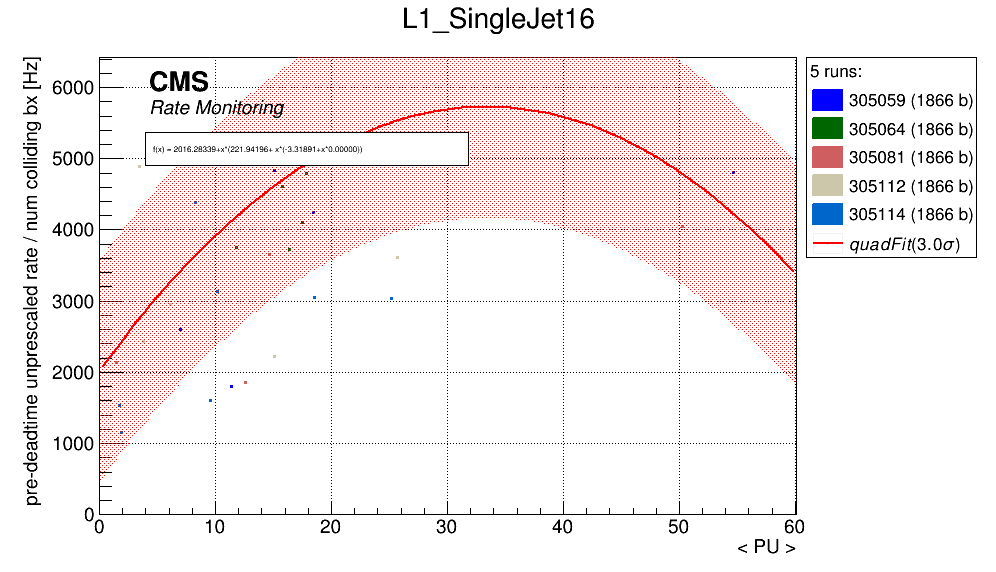 L1_SingleJet16
pre-deadtime unprescaled rate / num colliding bx [Hz]
6000
5000
4000
3000
2000
1000
0
CMS
Rate Monitoring
f(x) = 2016.28339+x*(221.94196+ x*(-3.31891+x*0.00000))
0 10 20 30 40 50 60
< PU >
5 runs:
305059 (1866 b)
305064 (1866 b)
305081 (1866 b)
305112 (1866 b)
305114 (1866 b)
quadFit(3.0σ)